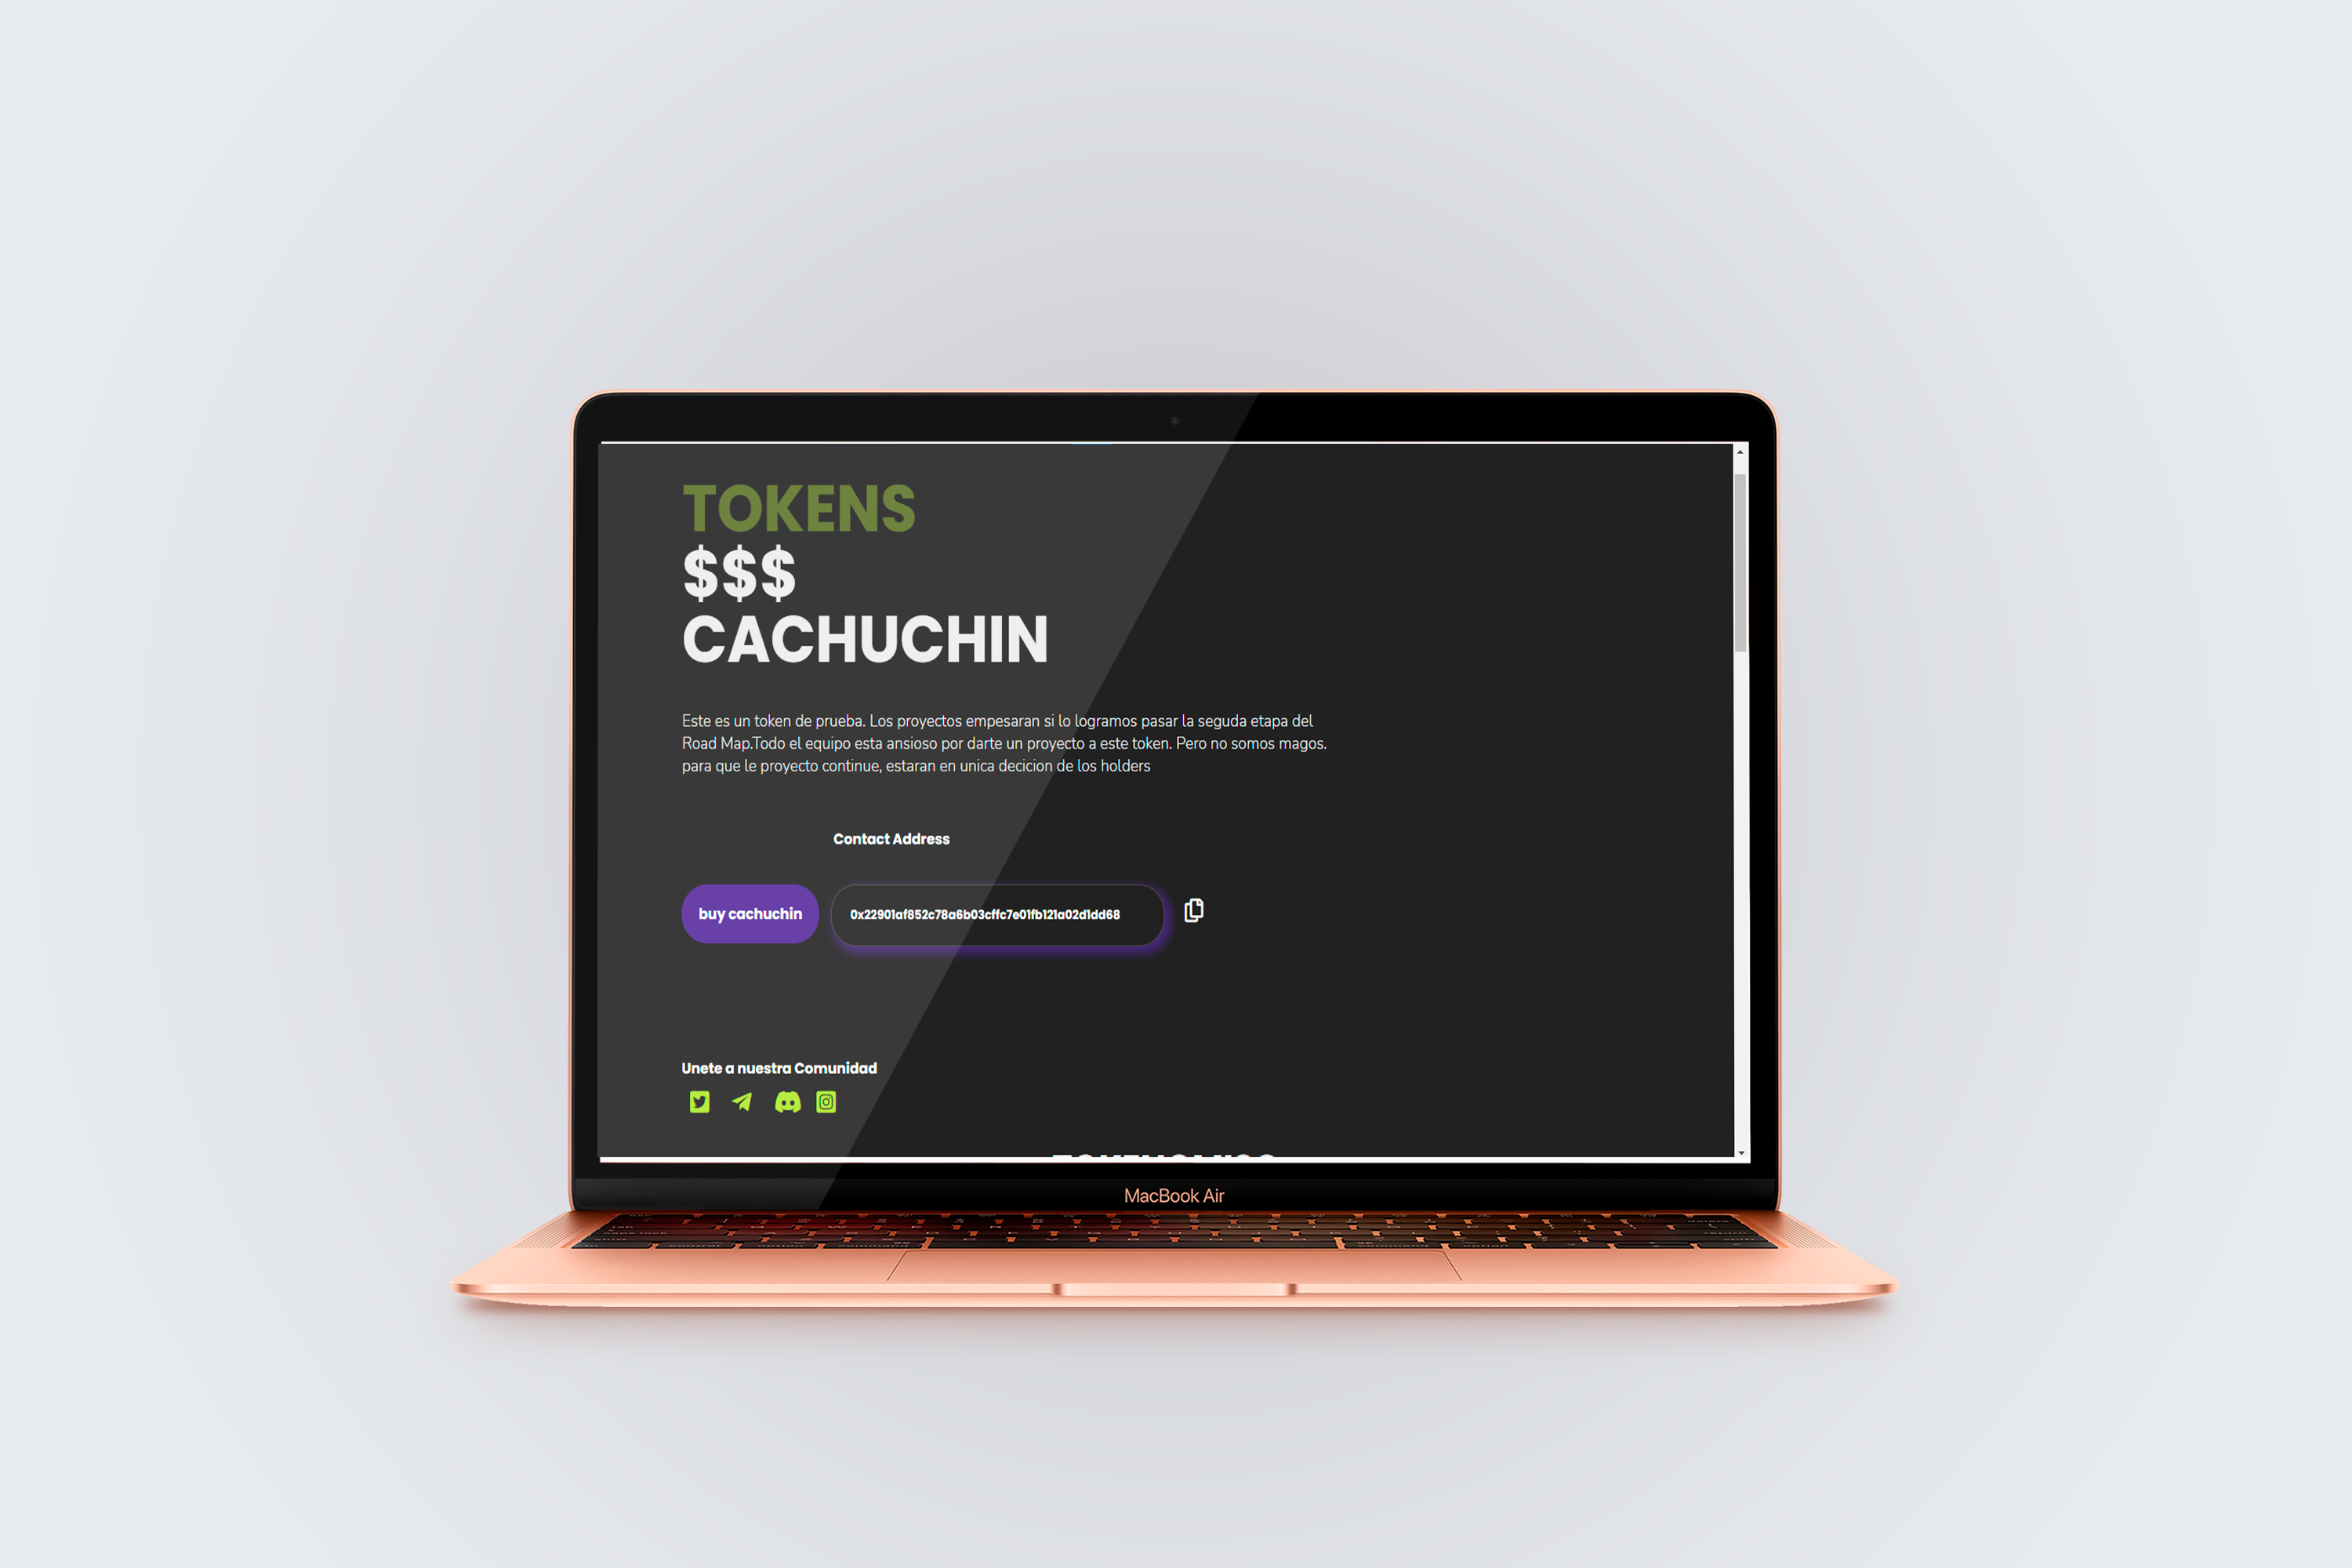 TOKENS
$$$
CACHUCHIN
Este es un token de prueba. Los proyectos empesaran si lo logramos pasar la seguda etapa del
Road Map.Todo el equipo esta ansioso por darte un proyecto a este token. Pero no somos magos.
para que le proyecto continue, estaran en unica decicion de los holders
Contact Address
buy cachuchin
0x22901af852c78a6b03cffc7e01fb121a02d1dd68
Unete a nuestra Comunidad
MacBook Air